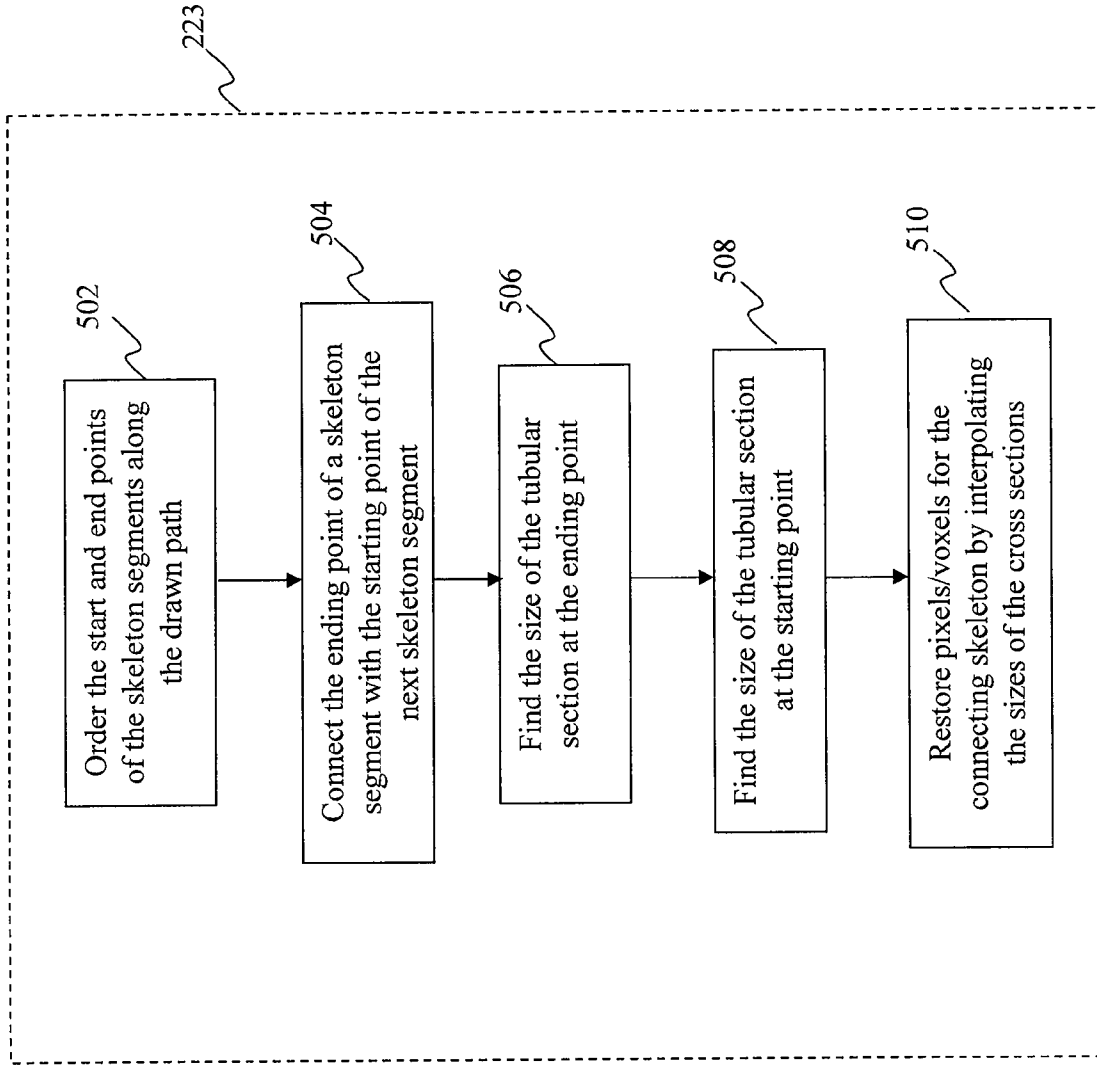 223
502
Order the start and end points
of the skeleton segments along
the drawn path
504
Connect the ending point of a skeleton
segment with the starting point of the
next skeleton segment
506
Find the size of the tubular
section at the ending point
508
Find the size of the tubular section
at the starting point
510
Restore pixels/voxels for the
connecting skeleton by interpolating
the sizes of the cross sections